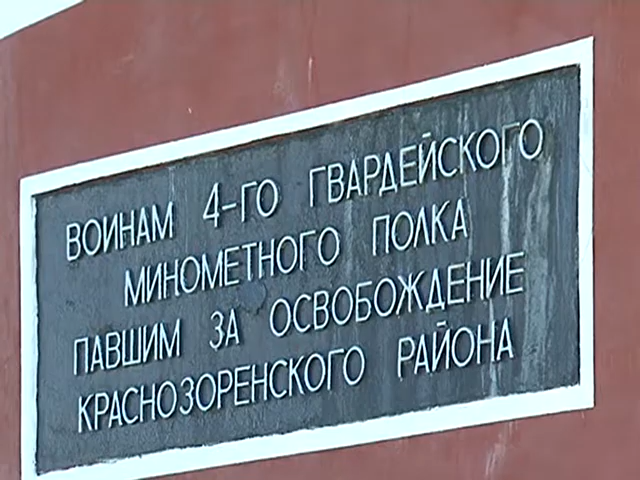 ВОИНАМ 4-ГО ГВАРДЕЙСКОГО
МИНОМЕТНОГО ПОЛКА
ПАВШИМ ЗА ОСВОБОЖДЕНИЕ
КРАСНОЗОРЕНСКОГО РАЙОНА